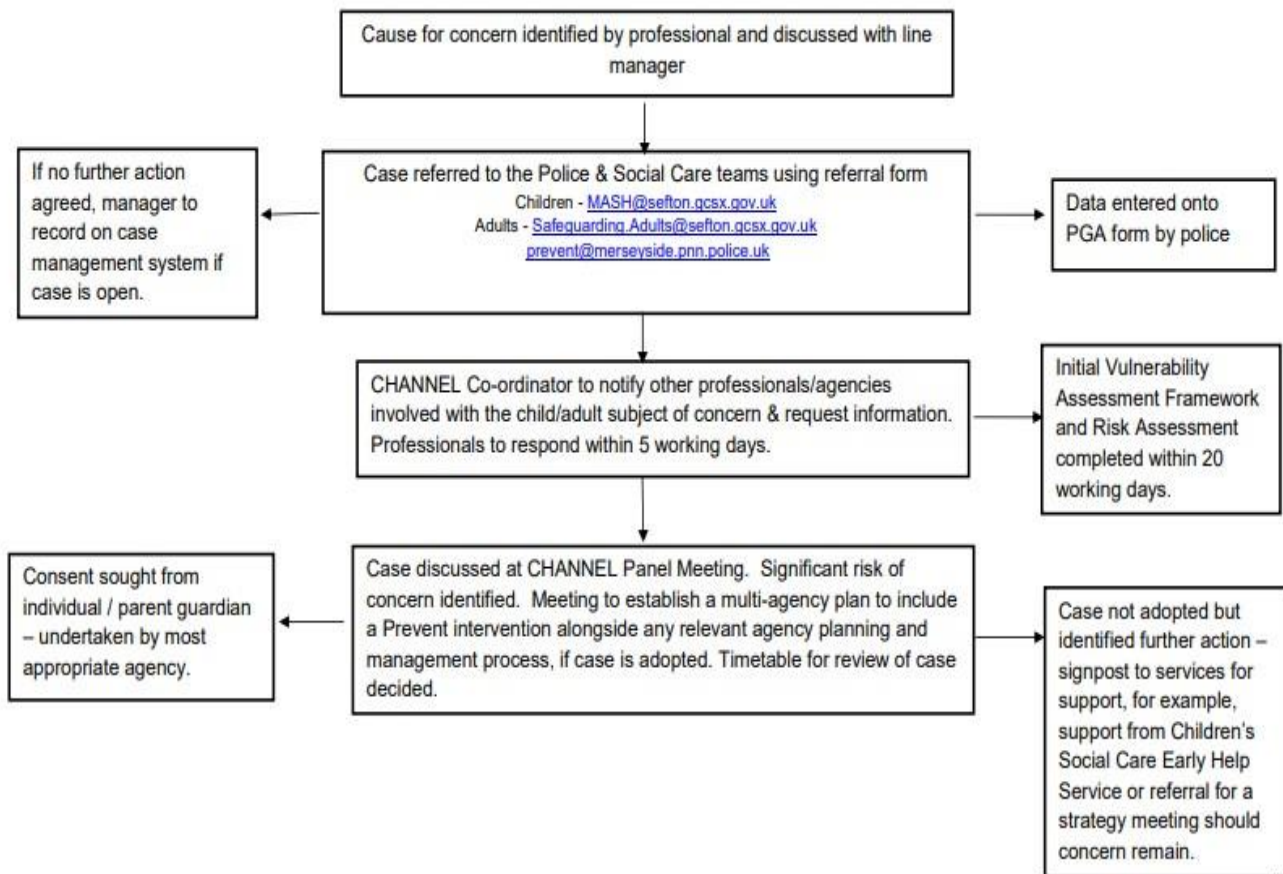 Cause for concern identified by professional and discussed with line
manager
If no further action
agreed, manager to
record on case
management system if
case is open.
Case referred to the Police & Social Care teams using referral form
Children - MASH@sefton.gcsx.gov.uk
Adults - Safeguarding.Adults@sefton.gcsx.gov.uk
prevent@merseyside.pnn.police.uk
Data entered onto
PGA form by police
CHANNEL Co-ordinator to notify other professionals/agencies
involved with the child/adult subject of concern & request information.
Professionals to respond within 5 working days.
Initial Vulnerability
Assessment Framework
and Risk Assessment
completed within 20
working days.
Consent sought from
individual / parent guardian
– undertaken by most
appropriate agency.
Case discussed at CHANNEL Panel Meeting.  Significant risk of
concern identified.  Meeting to establish a multi-agency plan to include
a Prevent intervention alongside any relevant agency planning and
management process, if case is adopted. Timetable for review of case
decided.
Case not adopted but
identified further action –
signpost to services for
support, for example,
support from Children's
Social Care Early Help
Service or referral for a
strategy meeting should
concern remain.